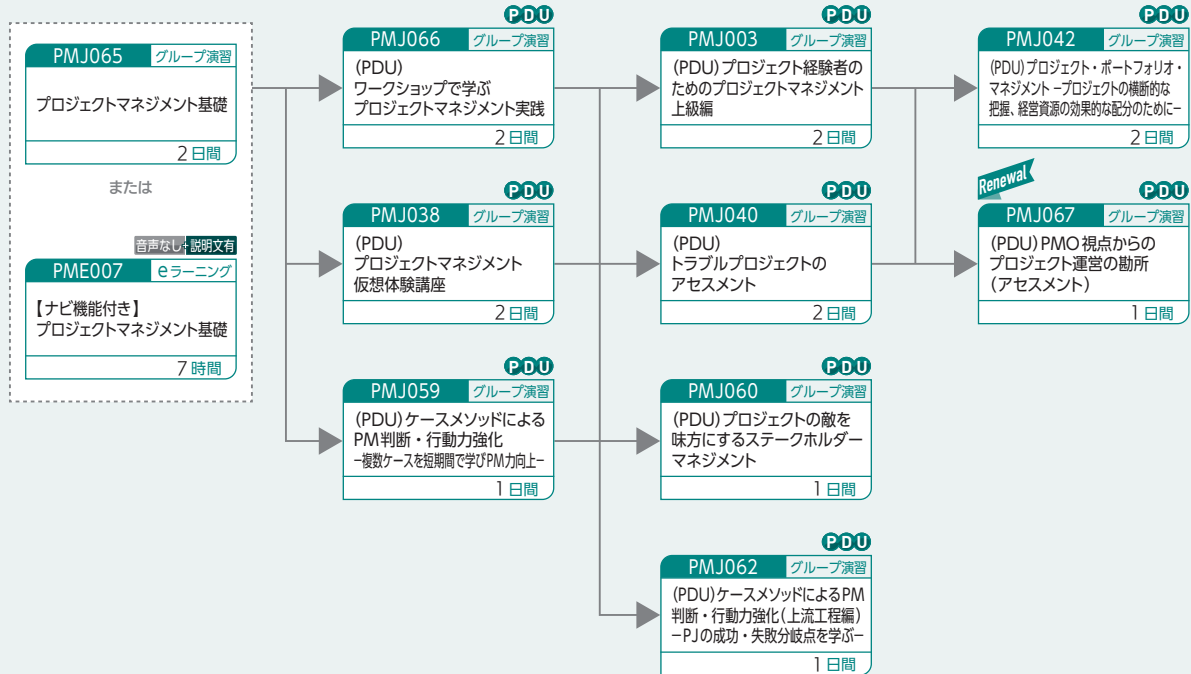 PMJ065 グループ演習
プロジェクトマネジメント基礎
2日間
または
音声なし+説明文有
PME007 eラーニング
【ナビ機能付き】
プロジェクトマネジメント基礎
7時間
PDU
PMJ066 グループ演習
(PDU)
ワークショップで学ぶ
プロジェクトマネジメント実践
2日間
PDU
PMJ038 グループ演習
(PDU)
プロジェクトマネジメント
仮想体験講座
2日間
PDU
PMJ059 グループ演習
(PDU)ケースメソッドによる
PM判断・行動力強化
−複数ケースを短期間で学びPM力向上−
1日間
PDU
PMJ003 グループ演習
(PDU)プロジェクト経験者の
ためのプロジェクトマネジメント
上級編
2日間
PDU
PMJ040 グループ演習
(PDU)
トラブルプロジェクトの
アセスメント
2日間
PDU
PMJ060 グループ演習
(PDU)プロジェクトの敵を
味方にするステークホルダー
マネジメント
1日間
PDU
PMJ062 グループ演習
(PDU)ケースメソッドによるPM
判断・行動力強化(上流工程編)
−PJの成功・失敗分岐点を学ぶ−
1日間
PDU
PMJ042 グループ演習
(PDU)プロジェクト・ポートフォリオ・
マネジメント −プロジェクトの横断的な
把握、経営資源の効果的な配分のために−
2日間
Renewal
PDU
PMJ067 グループ演習
(PDU)PMO視点からの
プロジェクト運営の勘所
(アセスメント)
1日間